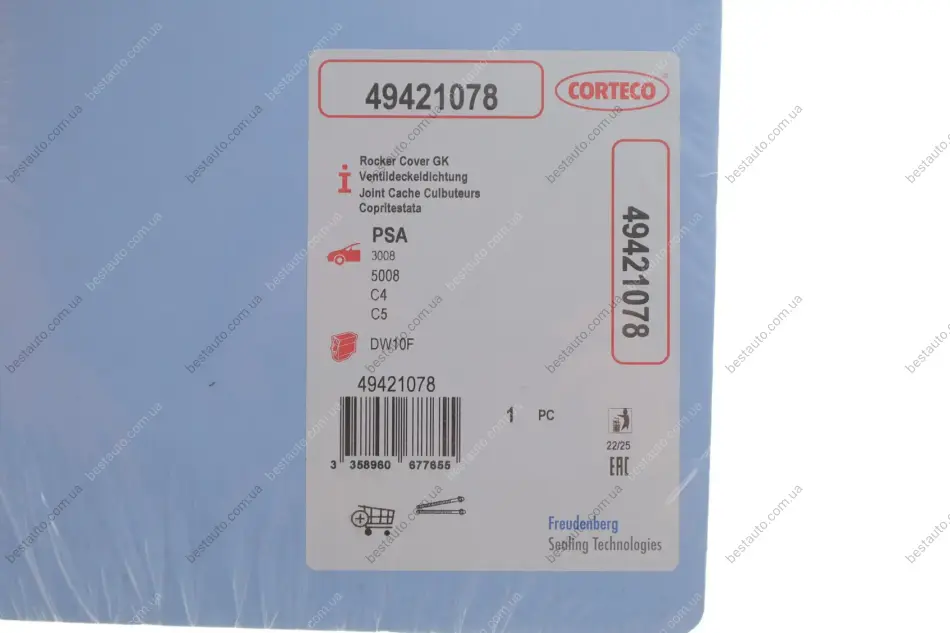 49421078
CORTECO
Rocker Cover GK
Ventildeckeldichtung
Joint Cache Culbuteurs
Copritestata
49421078
PSA
3008
5008
C4
C5
DW10F
49421078
1 PC
3 358960 677655
22/25
EAC
Freudenberg
Sealing Technologies
bestauto.com.ua